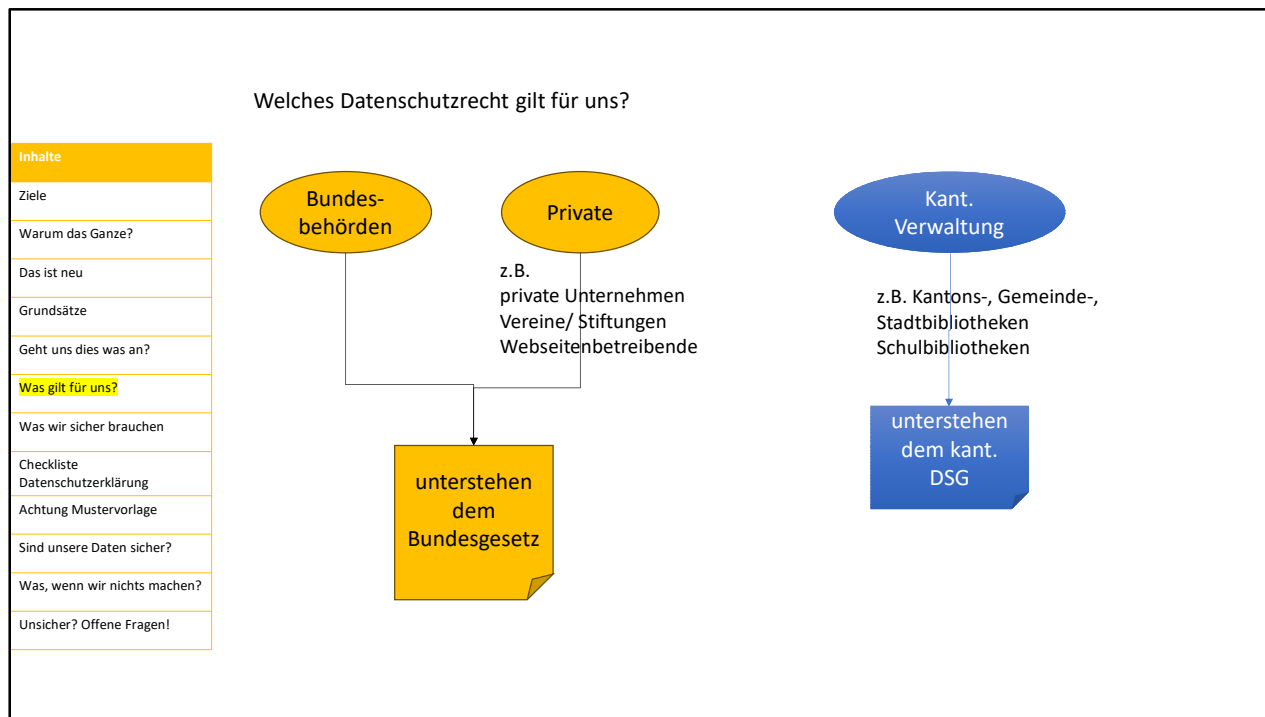 Welches Datenschutzrecht gilt für uns?
Inhalte
Ziele
Warum das Ganze?
Das ist neu
Grundsätze
Geht uns dies was an?
Was gilt für uns?
Was wir sicher brauchen
Checkliste
Datenschutzerklärung
Achtung Mustervorlage
Sind unsere Daten sicher?
Was, wenn wir nichts machen?
Unsicher? Offene Fragen!
Bundes-
behörden
Private
z.B.
private Unternehmen
Vereine/ Stiftungen
Webseitenbetreibende
unterstehen
dem
Bundesgesetz
Kant.
Verwaltung
z.B. Kantons-, Gemeinde-,
Stadtbibliotheken
Schulbibliotheken
unterstehen
dem kant.
DSG